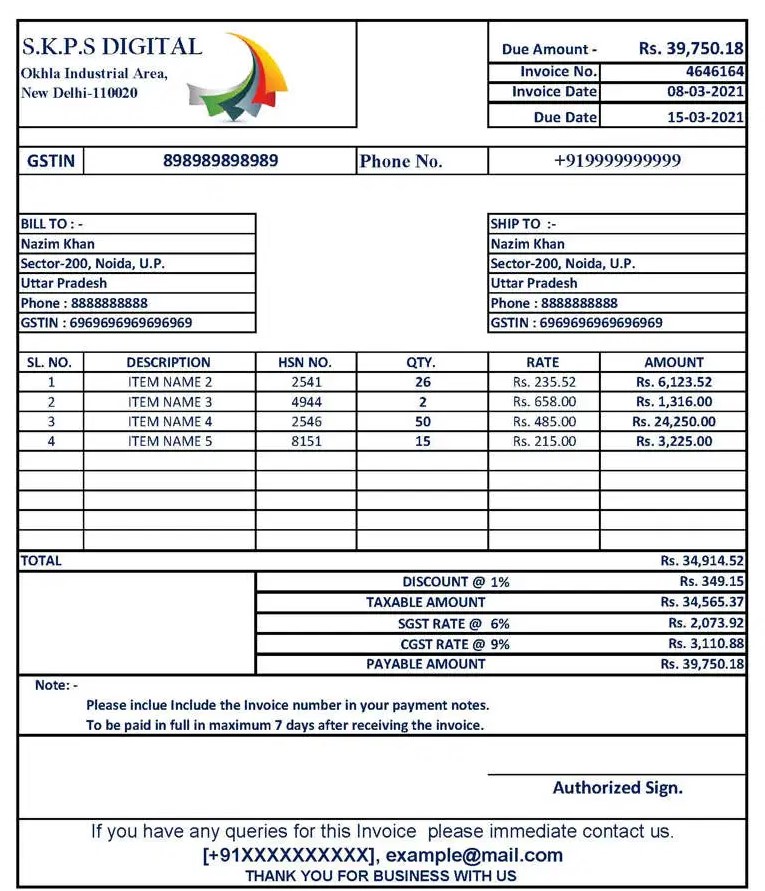 S.K.P.S DIGITAL
Okhla Industrial Area,
New Delhi-110020
Due Amount - Rs. 39,750.18
Invoice No. 4646164
Invoice Date 08-03-2021
Due Date 15-03-2021
GSTIN 898989898989 Phone No. +919999999999
BILL TO : -
Nazim Khan
Sector-200, Noida, U.P.
Uttar Pradesh
Phone : 8888888888
GSTIN : 6969696969696969
SHIP TO :-
Nazim Khan
Sector-200, Noida, U.P.
Uttar Pradesh
Phone : 8888888888
GSTIN : 6969696969696969
SL. NO. DESCRIPTION HSN NO. QTY. RATE AMOUNT
1 ITEM NAME 2 2541 26 Rs. 235.52 Rs. 6,123.52
2 ITEM NAME 3 4944 2 Rs. 658.00 Rs. 1,316.00
3 ITEM NAME 4 2546 50 Rs. 485.00 Rs. 24,250.00
4 ITEM NAME 5 8151 15 Rs. 215.00 Rs. 3,225.00
TOTAL Rs. 34,914.52
DISCOUNT @ 1% Rs. 349.15
TAXABLE AMOUNT Rs. 34,565.37
SGST RATE @ 6% Rs. 2,073.92
CGST RATE @ 9% Rs. 3,110.88
PAYABLE AMOUNT Rs. 39,750.18
Note: -
Please inclue Include the Invoice number in your payment notes.
To be paid in full in maximum 7 days after receiving the invoice.
Authorized Sign.
If you have any queries for this Invoice please immediate contact us.
[+91XXXXXXXXXX], example@mail.com
THANK YOU FOR BUSINESS WITH US